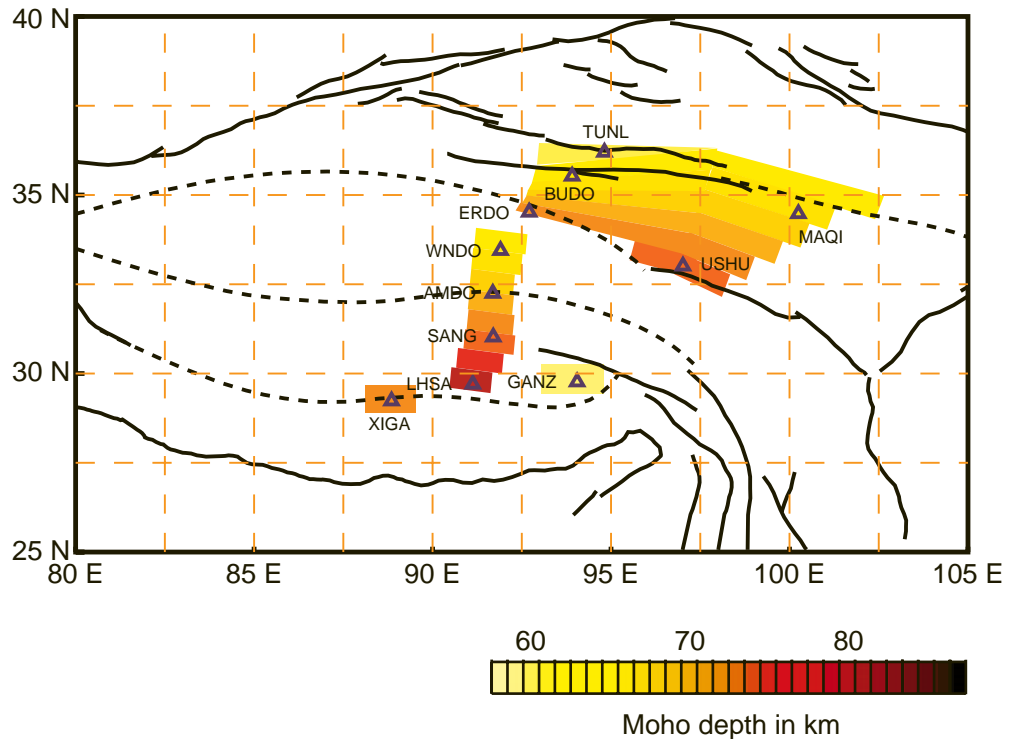 40 N
TUNL
35 N
BUDO
ERDO
MAQI
WNDO
USHU
AMDO
SANG
30 N
LHSA
GANZ
XIGA
25 N
80 E 85 E 90 E 95 E 100 E 105 E
60 70 80
Moho depth in km